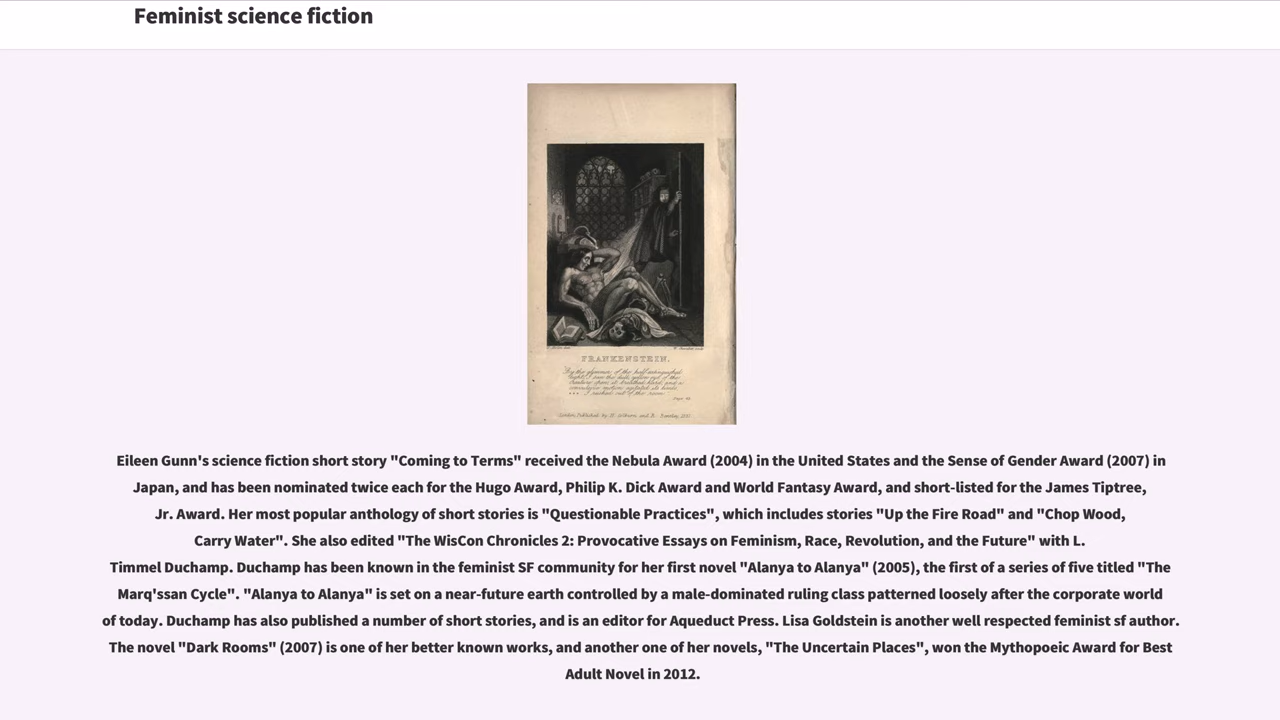 Feminist science fiction
FRANKENSTEIN.
Eileen Gunn's science fiction short story "Coming to Terms" received the Nebula Award (2004) in the United States and the Sense of Gender Award (2007) in
Japan, and has been nominated twice each for the Hugo Award, Philip K. Dick Award and World Fantasy Award, and short-listed for the James Tiptree,
Jr. Award. Her most popular anthology of short stories is "Questionable Practices", which includes stories "Up the Fire Road" and "Chop Wood,
Carry Water". She also edited "The WisCon Chronicles 2: Provocative Essays on Feminism, Race, Revolution, and the Future" with L.
Timmel Duchamp. Duchamp has been known in the feminist SF community for her first novel "Alanya to Alanya" (2005), the first of a series of five titled "The
Marq'ssan Cycle". "Alanya to Alanya" is set on a near-future earth controlled by a male-dominated ruling class patterned loosely after the corporate world
of today. Duchamp has also published a number of short stories, and is an editor for Aqueduct Press. Lisa Goldstein is another well respected feminist sf author.
The novel "Dark Rooms" (2007) is one of her better known works, and another one of her novels, "The Uncertain Places", won the Mythopoeic Award for Best
Adult Novel in 2012.